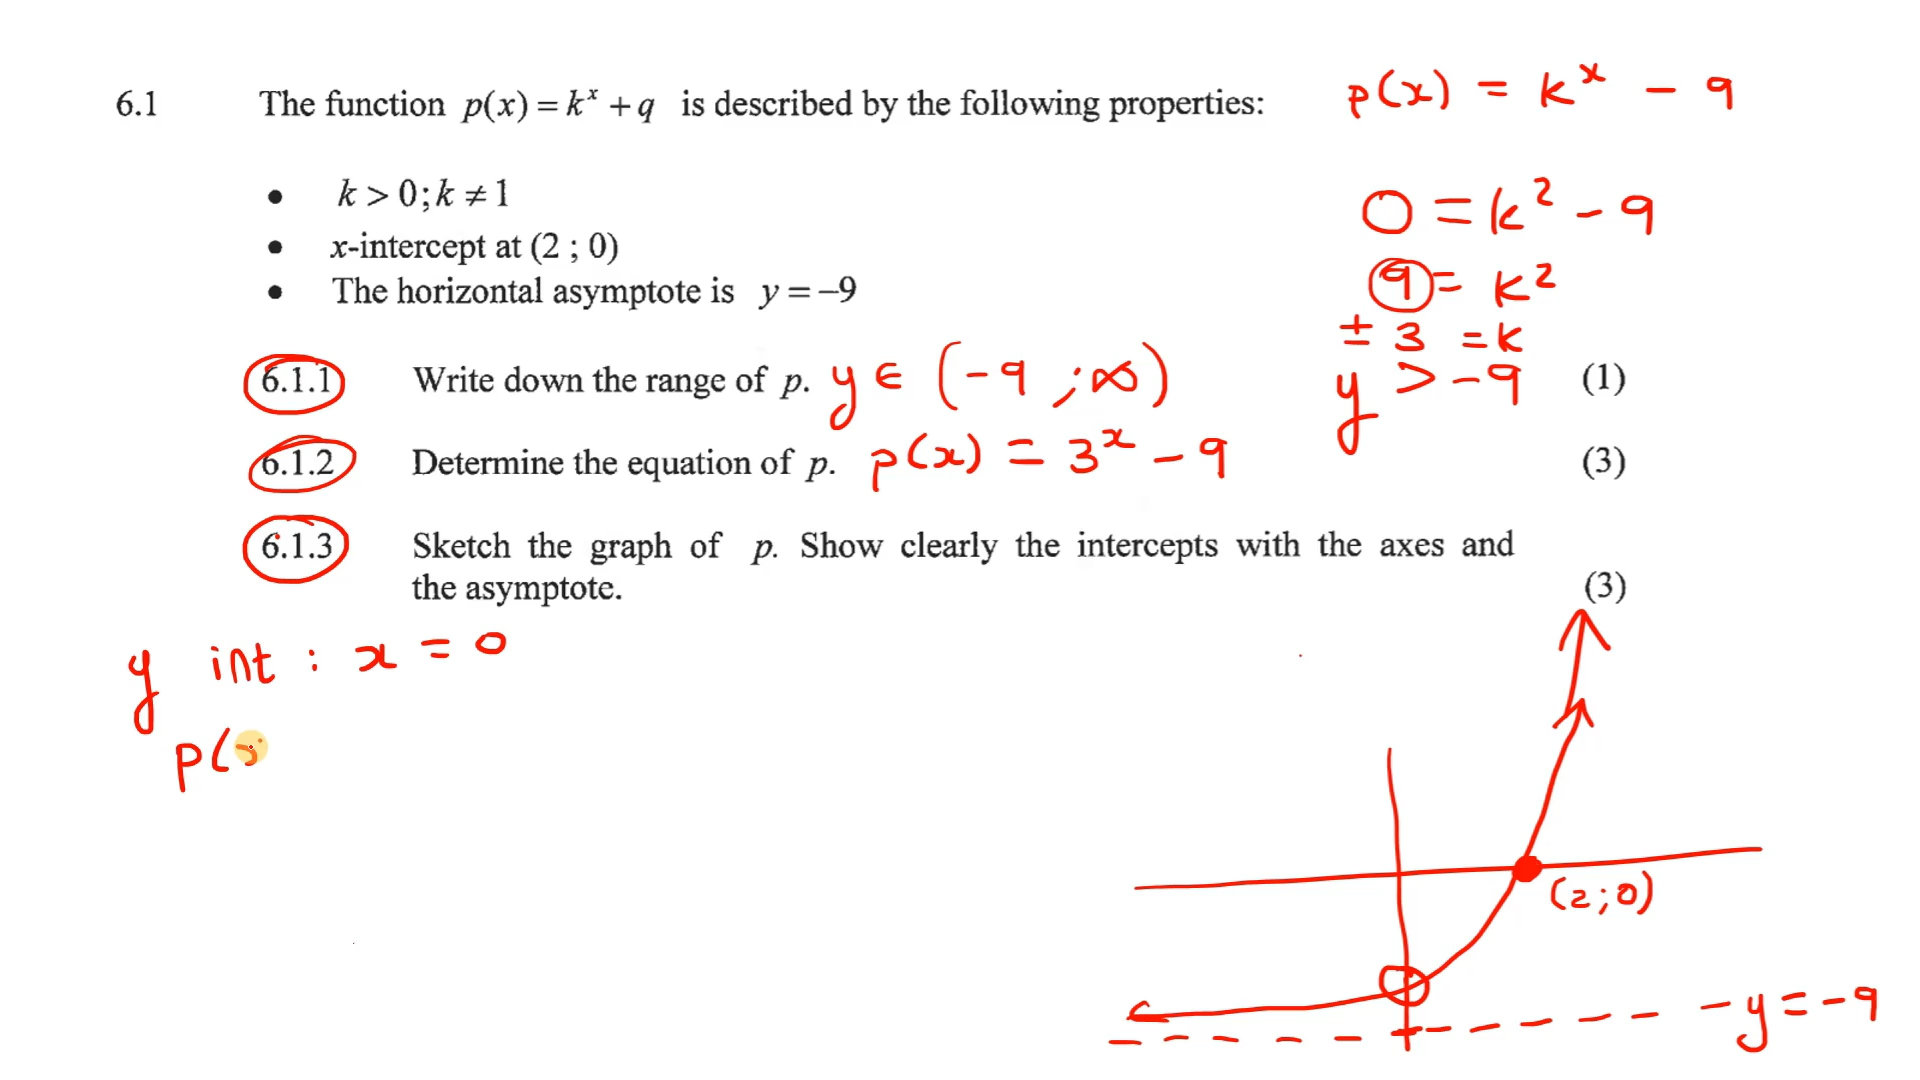 6.1 The function p(x) = k^x + q is described by the following properties: p(x) = k^x - 9
• k > 0; k ≠ 1
0 = k² - 9
• x-intercept at (2 ; 0)
9 = k²
• The horizontal asymptote is y = –9
± 3 = k
6.1.1 Write down the range of p. y ∈ (-9 ; ∞) y > -9 (1)
6.1.2 Determine the equation of p. p(x) = 3^x - 9 (3)
6.1.3 Sketch the graph of p. Show clearly the intercepts with the axes and
the asymptote. (3)
y int : x = 0
p(
(2;0)
y = -9